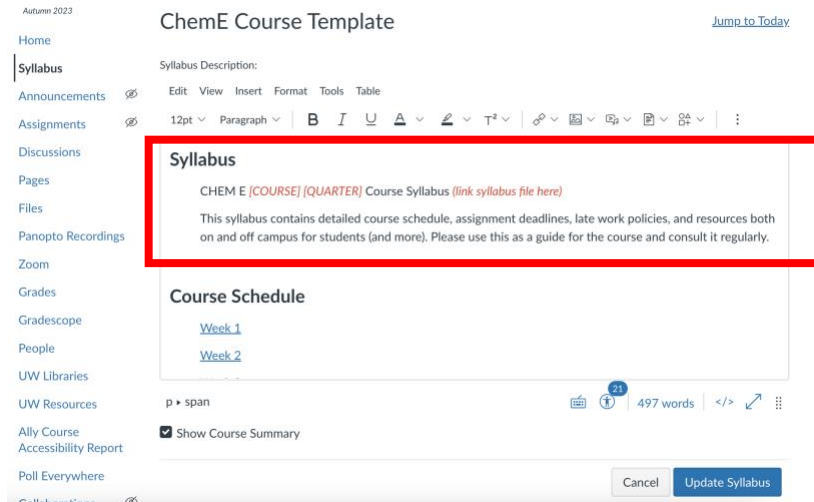 Autumn 2023
ChemE Course Template
Jump to Today
Home
Syllabus
Announcements
Assignments
Discussions
Pages
Files
Panopto Recordings
Zoom
Grades
Gradescope
People
UW Libraries
UW Resources
Ally Course
Accessibility Report
Poll Everywhere
Syllabus Description:
Edit View Insert Format Tools Table
12pt Paragraph B I U A T²
Syllabus
CHEM E [COURSE] [QUARTER] Course Syllabus (link syllabus file here)
This syllabus contains detailed course schedule, assignment deadlines, late work policies, and resources both
on and off campus for students (and more). Please use this as a guide for the course and consult it regularly.
Course Schedule
Week 1
Week 2
p ▸ span
21
497 words </>
Show Course Summary
Cancel
Update Syllabus